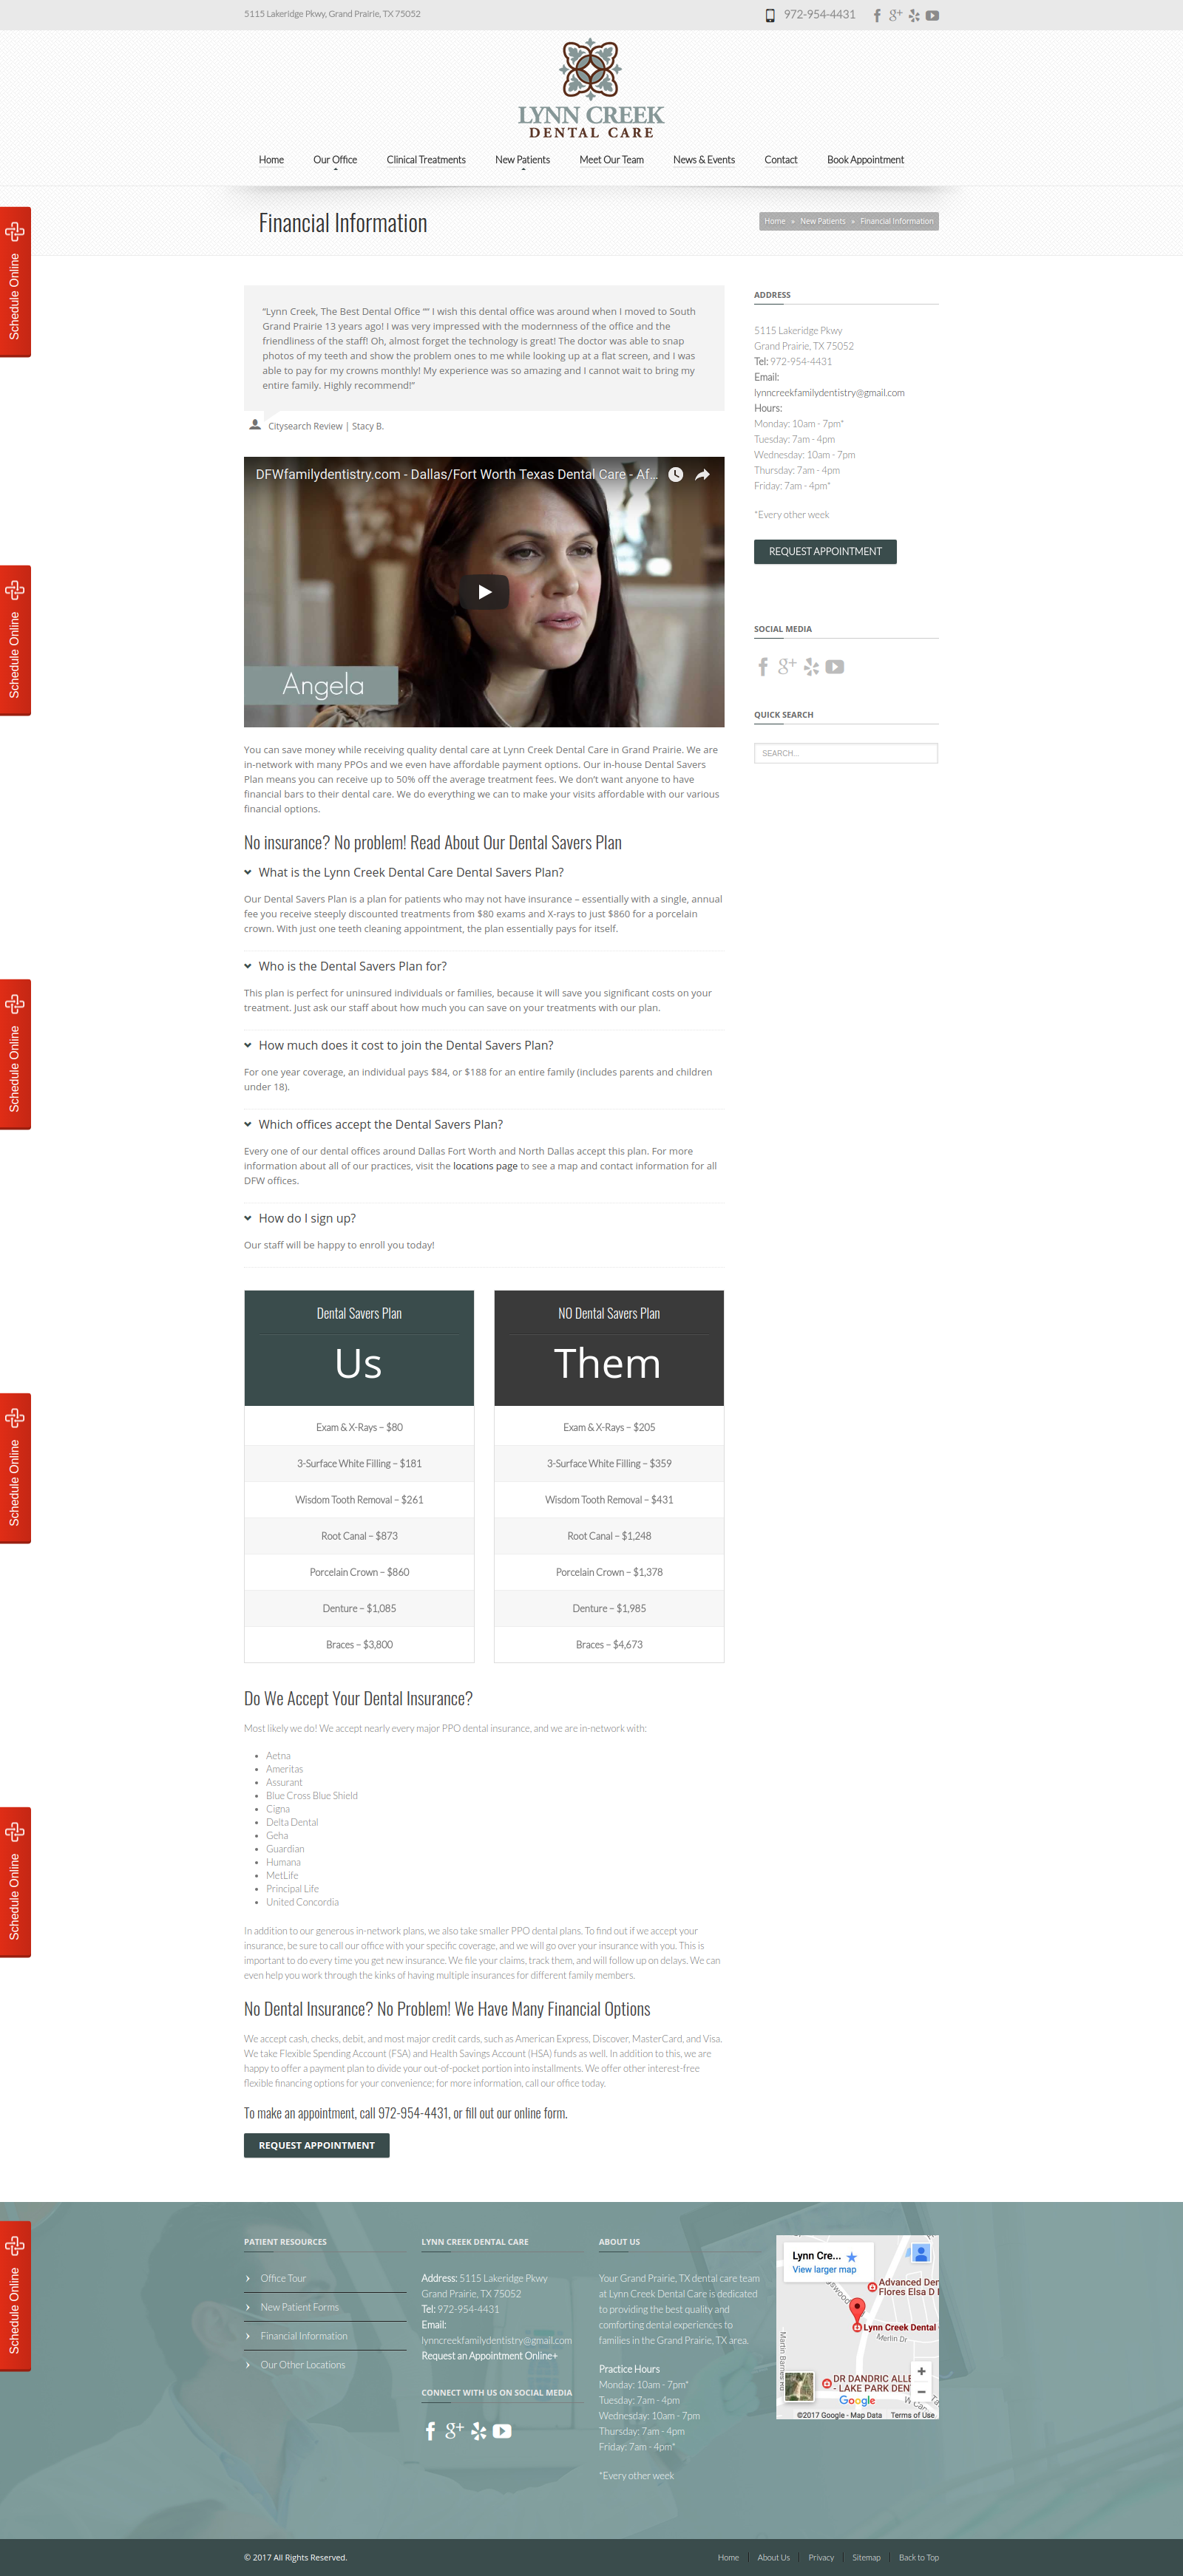 5115 Lakeridge Pkwy, Grand Prairie, TX 75052
972-954-4431
LYNN CREEK
DENTAL CARE
Home
Our Office
Clinical Treatments
New Patients
Meet Our Team
News & Events
Contact
Book Appointment
Financial Information
Home » New Patients » Financial Information
Schedule Online
Schedule Online
Schedule Online
Schedule Online
Schedule Online
Schedule Online
“Lynn Creek, The Best Dental Office ”” I wish this dental office was around when I moved to South
Grand Prairie 13 years ago! I was very impressed with the modernness of the office and the
friendliness of the staff! Oh, almost forget the technology is great! The doctor was able to snap
photos of my teeth and show the problem ones to me while looking up at a flat screen, and I was
able to pay for my crowns monthly! My experience was so amazing and I cannot wait to bring my
entire family. Highly recommend!”
Citysearch Review | Stacy B.
DFWfamilydentistry.com - Dallas/Fort Worth Texas Dental Care - Af...
Angela
You can save money while receiving quality dental care at Lynn Creek Dental Care in Grand Prairie. We are
in-network with many PPOs and we even have affordable payment options. Our in-house Dental Savers
Plan means you can receive up to 50% off the average treatment fees. We don’t want anyone to have
financial bars to their dental care. We do everything we can to make your visits affordable with our various
financial options.
No insurance? No problem! Read About Our Dental Savers Plan
What is the Lynn Creek Dental Care Dental Savers Plan?
Our Dental Savers Plan is a plan for patients who may not have insurance – essentially with a single, annual
fee you receive steeply discounted treatments from $80 exams and X-rays to just $860 for a porcelain
crown. With just one teeth cleaning appointment, the plan essentially pays for itself.
Who is the Dental Savers Plan for?
This plan is perfect for uninsured individuals or families, because it will save you significant costs on your
treatment. Just ask our staff about how much you can save on your treatments with our plan.
How much does it cost to join the Dental Savers Plan?
For one year coverage, an individual pays $84, or $188 for an entire family (includes parents and children
under 18).
Which offices accept the Dental Savers Plan?
Every one of our dental offices around Dallas Fort Worth and North Dallas accept this plan. For more
information about all of our practices, visit the locations page to see a map and contact information for all
DFW offices.
How do I sign up?
Our staff will be happy to enroll you today!
Dental Savers Plan
Us
Exam & X-Rays – $80
3-Surface White Filling – $181
Wisdom Tooth Removal – $261
Root Canal – $873
Porcelain Crown – $860
Denture – $1,085
Braces – $3,800
NO Dental Savers Plan
Them
Exam & X-Rays – $205
3-Surface White Filling – $359
Wisdom Tooth Removal – $431
Root Canal – $1,248
Porcelain Crown – $1,378
Denture – $1,985
Braces – $4,673
Do We Accept Your Dental Insurance?
Most likely we do! We accept nearly every major PPO dental insurance, and we are in-network with:
Aetna
Ameritas
Assurant
Blue Cross Blue Shield
Cigna
Delta Dental
Geha
Guardian
Humana
MetLife
Principal Life
United Concordia
In addition to our generous in-network plans, we also take smaller PPO dental plans. To find out if we accept your
insurance, be sure to call our office with your specific coverage, and we will go over your insurance with you. This is
important to do every time you get new insurance. We file your claims, track them, and will follow up on delays. We can
even help you work through the kinks of having multiple insurances for different family members.
No Dental Insurance? No Problem! We Have Many Financial Options
We accept cash, checks, debit, and most major credit cards, such as American Express, Discover, MasterCard, and Visa.
We take Flexible Spending Account (FSA) and Health Savings Account (HSA) funds as well. In addition to this, we are
happy to offer a payment plan to divide your out-of-pocket portion into installments. We offer other interest-free
flexible financing options for your convenience; for more information, call our office today.
To make an appointment, call 972-954-4431, or fill out our online form.
REQUEST APPOINTMENT
ADDRESS
5115 Lakeridge Pkwy
Grand Prairie, TX 75052
Tel: 972-954-4431
Email:
lynncreekfamilydentistry@gmail.com
Hours:
Monday: 10am - 7pm*
Tuesday: 7am - 4pm
Wednesday: 10am - 7pm
Thursday: 7am - 4pm
Friday: 7am - 4pm*
*Every other week
REQUEST APPOINTMENT
SOCIAL MEDIA
QUICK SEARCH
SEARCH...
PATIENT RESOURCES
Office Tour
New Patient Forms
Financial Information
Our Other Locations
LYNN CREEK DENTAL CARE
Address: 5115 Lakeridge Pkwy
Grand Prairie, TX 75052
Tel: 972-954-4431
Email:
lynncreekfamilydentistry@gmail.com
Request an Appointment Online+
CONNECT WITH US ON SOCIAL MEDIA
ABOUT US
Your Grand Prairie, TX dental care team
at Lynn Creek Dental Care is dedicated
to providing the best quality and
comforting dental experiences to
families in the Grand Prairie, TX area.
Practice Hours
Monday: 10am - 7pm*
Tuesday: 7am - 4pm
Wednesday: 10am - 7pm
Thursday: 7am - 4pm
Friday: 7am - 4pm*
*Every other week
Lynn Cre...
View larger map
Advanced Den
Flores Elsa D
Lynn Creek Dental
Merlin Dr
DR DANDRIC ALLE
- LAKE PARK DEN
Google
©2017 Google - Map Data Terms of Use
© 2017 All Rights Reserved.
Home
About Us
Privacy
Sitemap
Back to Top